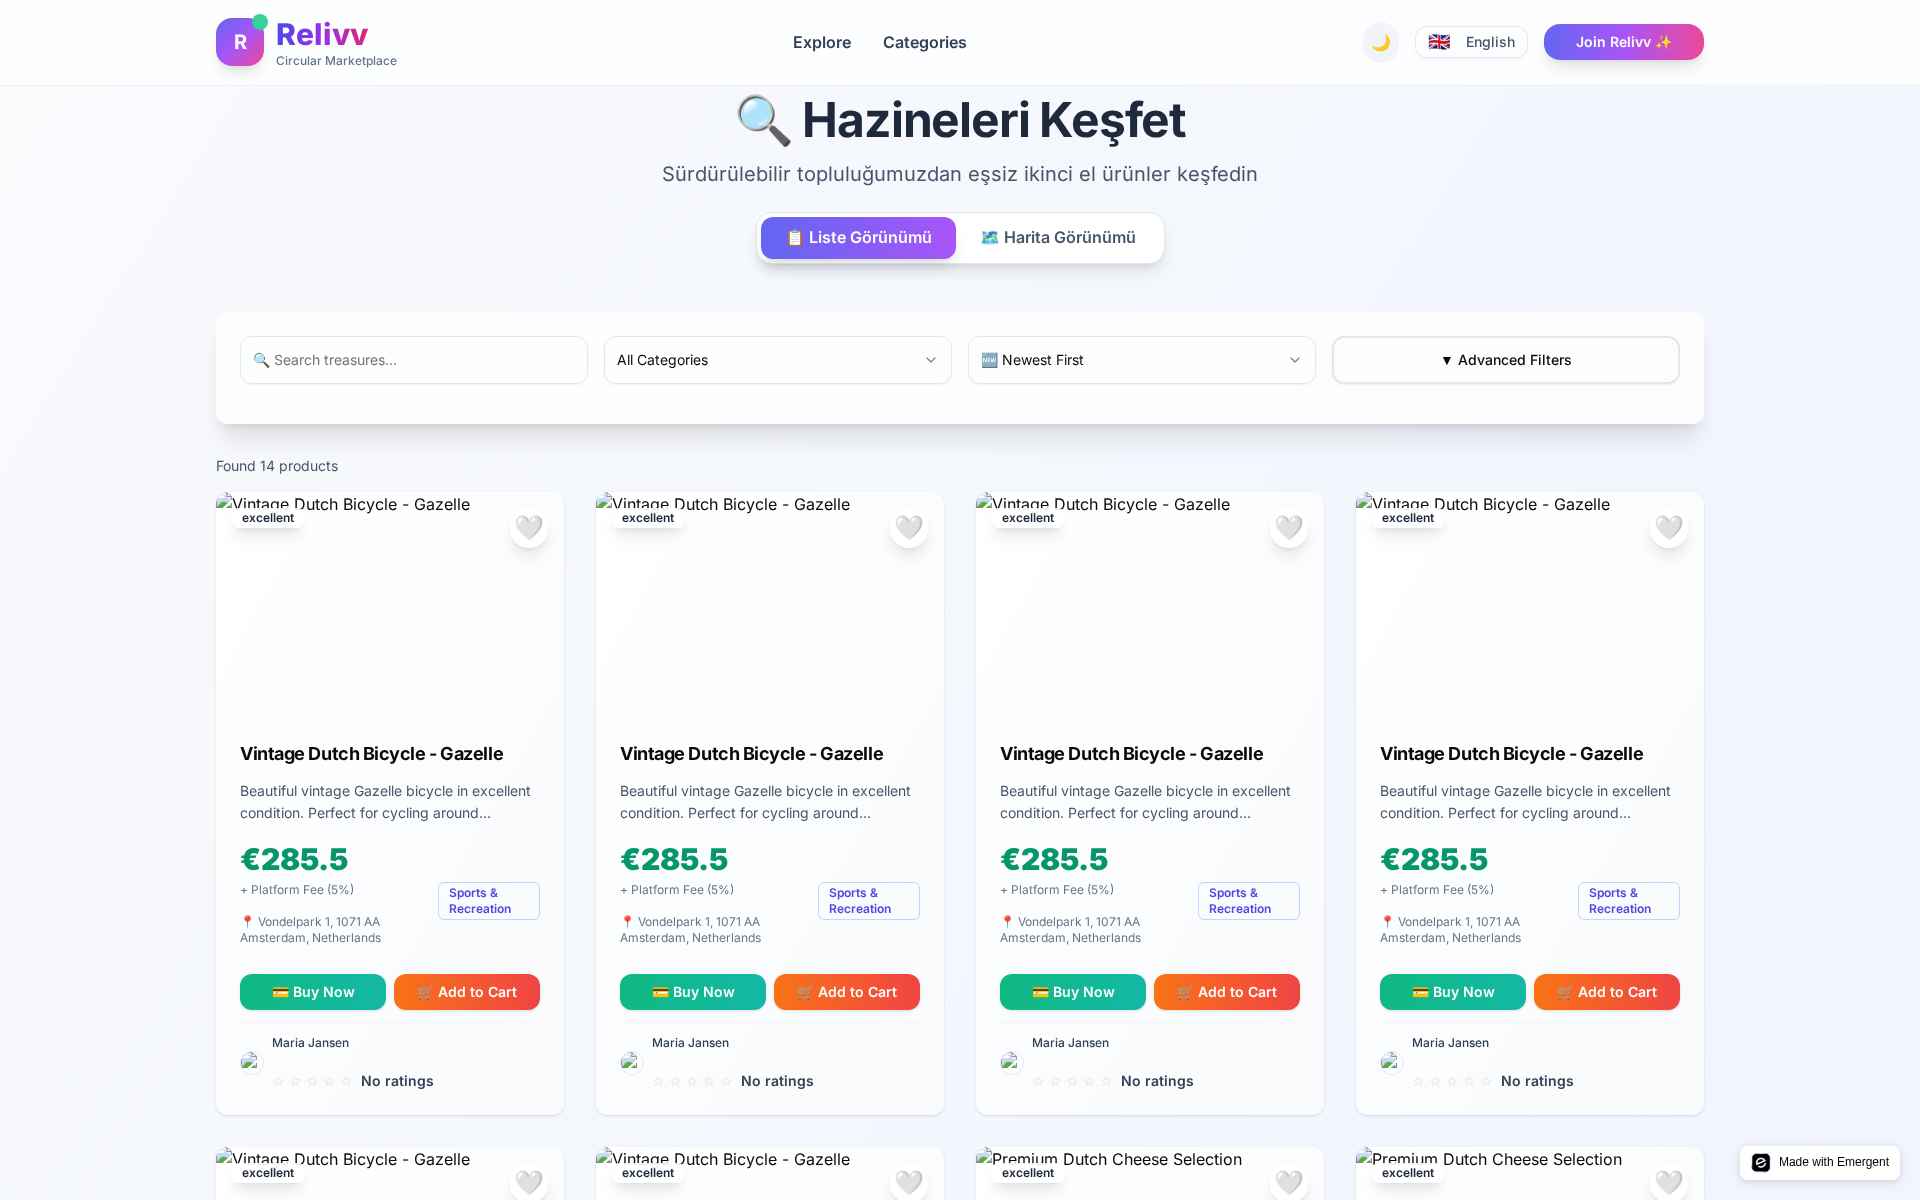 R
Relivv
Circular Marketplace
Explore
Categories
English
Join Relivv ✨
🔍 Hazineleri Keşfet
Sürdürülebilir topluluğumuzdan eşsiz ikinci el ürünler keşfedin
📋 Liste Görünümü
🗺️ Harita Görünümü
🔍 Search treasures...
All Categories
🆕 Newest First
▼ Advanced Filters
Found 14 products
Vintage Dutch Bicycle - Gazelle
excellent
Vintage Dutch Bicycle - Gazelle
Beautiful vintage Gazelle bicycle in excellent
condition. Perfect for cycling around...
€285.5
+ Platform Fee (5%)
📍 Vondelpark 1, 1071 AA
Amsterdam, Netherlands
Sports &
Recreation
💳 Buy Now
🛒 Add to Cart
Maria Jansen
☆ ☆ ☆ ☆ ☆ No ratings
Vintage Dutch Bicycle - Gazelle
excellent
Vintage Dutch Bicycle - Gazelle
Beautiful vintage Gazelle bicycle in excellent
condition. Perfect for cycling around...
€285.5
+ Platform Fee (5%)
📍 Vondelpark 1, 1071 AA
Amsterdam, Netherlands
Sports &
Recreation
💳 Buy Now
🛒 Add to Cart
Maria Jansen
☆ ☆ ☆ ☆ ☆ No ratings
Vintage Dutch Bicycle - Gazelle
excellent
Vintage Dutch Bicycle - Gazelle
Beautiful vintage Gazelle bicycle in excellent
condition. Perfect for cycling around...
€285.5
+ Platform Fee (5%)
📍 Vondelpark 1, 1071 AA
Amsterdam, Netherlands
Sports &
Recreation
💳 Buy Now
🛒 Add to Cart
Maria Jansen
☆ ☆ ☆ ☆ ☆ No ratings
Vintage Dutch Bicycle - Gazelle
excellent
Vintage Dutch Bicycle - Gazelle
Beautiful vintage Gazelle bicycle in excellent
condition. Perfect for cycling around...
€285.5
+ Platform Fee (5%)
📍 Vondelpark 1, 1071 AA
Amsterdam, Netherlands
Sports &
Recreation
💳 Buy Now
🛒 Add to Cart
Maria Jansen
☆ ☆ ☆ ☆ ☆ No ratings
Vintage Dutch Bicycle - Gazelle
excellent
Vintage Dutch Bicycle - Gazelle
excellent
Premium Dutch Cheese Selection
excellent
Premium Dutch Cheese Selection
excellent
Made with Emergent